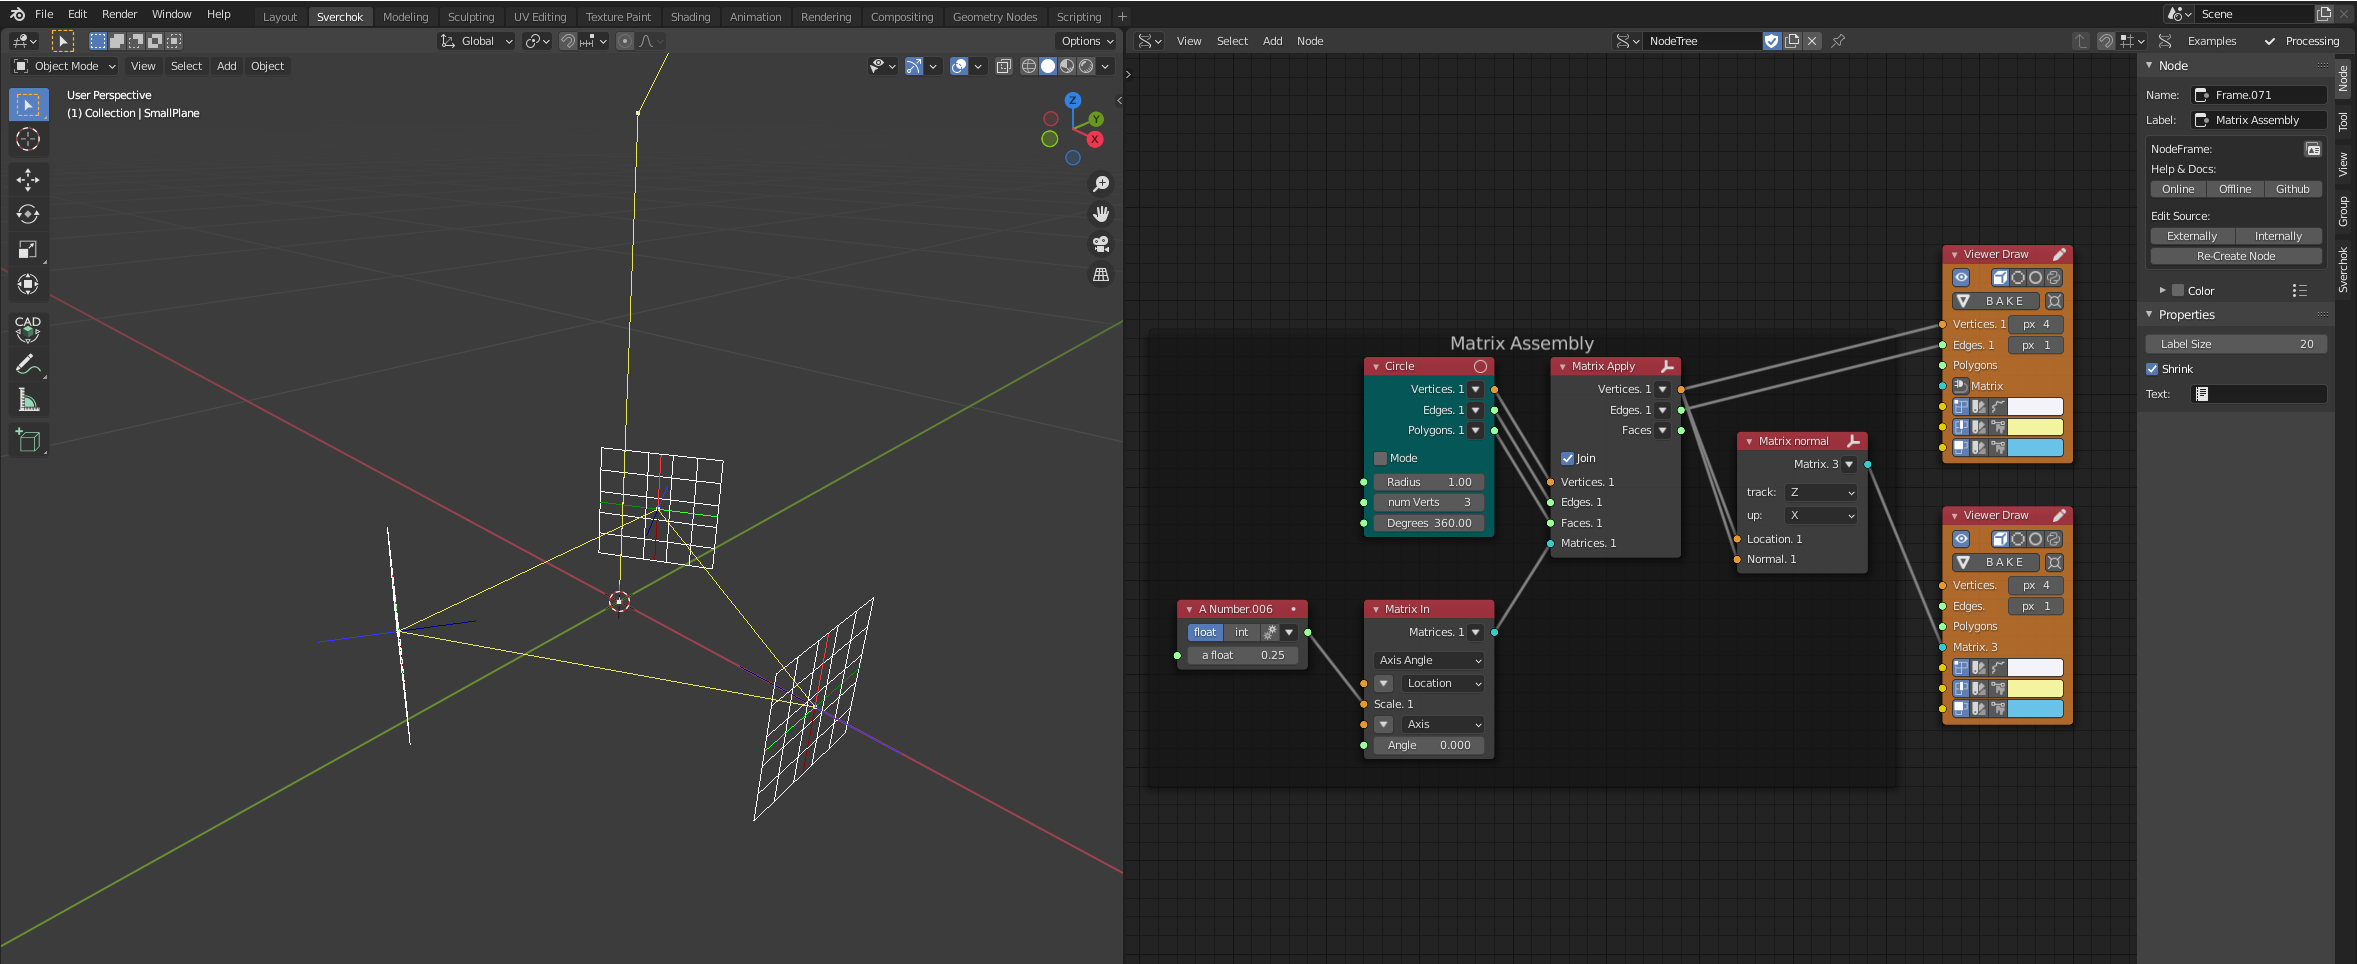 File Edit Render Window Help Layout Sverchok Modeling Sculpting UV Editing Texture Paint Shading Animation Rendering Compositing Geometry Nodes Scripting + Scene
Global Options
Object Mode View Select Add Object
User Perspective
(1) Collection | SmallPlane
Z
Y
X
CAD
View Select Add Node NodeTree Examples Processing
Matrix Assembly
Circle
Vertices. 1
Edges. 1
Polygons. 1
Mode
Radius 1.00
num Verts 3
Degrees 360.00
Matrix Apply
Vertices. 1
Edges. 1
Faces
Join
Vertices. 1
Edges. 1
Faces. 1
Matrices. 1
Matrix normal
Matrix. 3
track: Z
up: X
Location. 1
Normal. 1
A Number.006
float int
a float 0.25
Matrix In
Matrices. 1
Axis Angle
Location
Scale. 1
Axis
Angle 0.000
Viewer Draw
BAKE
Vertices. 1 px 4
Edges. 1 px 1
Polygons
Matrix
Viewer Draw
BAKE
Vertices. px 4
Edges. px 1
Polygons
Matrix. 3
Node
Name: Frame.071
Label: Matrix Assembly
NodeFrame:
Help & Docs:
Online Offline Github
Edit Source:
Externally Internally
Re-Create Node
Color
Properties
Label Size 20
Shrink
Text:
Node
Tool
View
Group
Sverchok